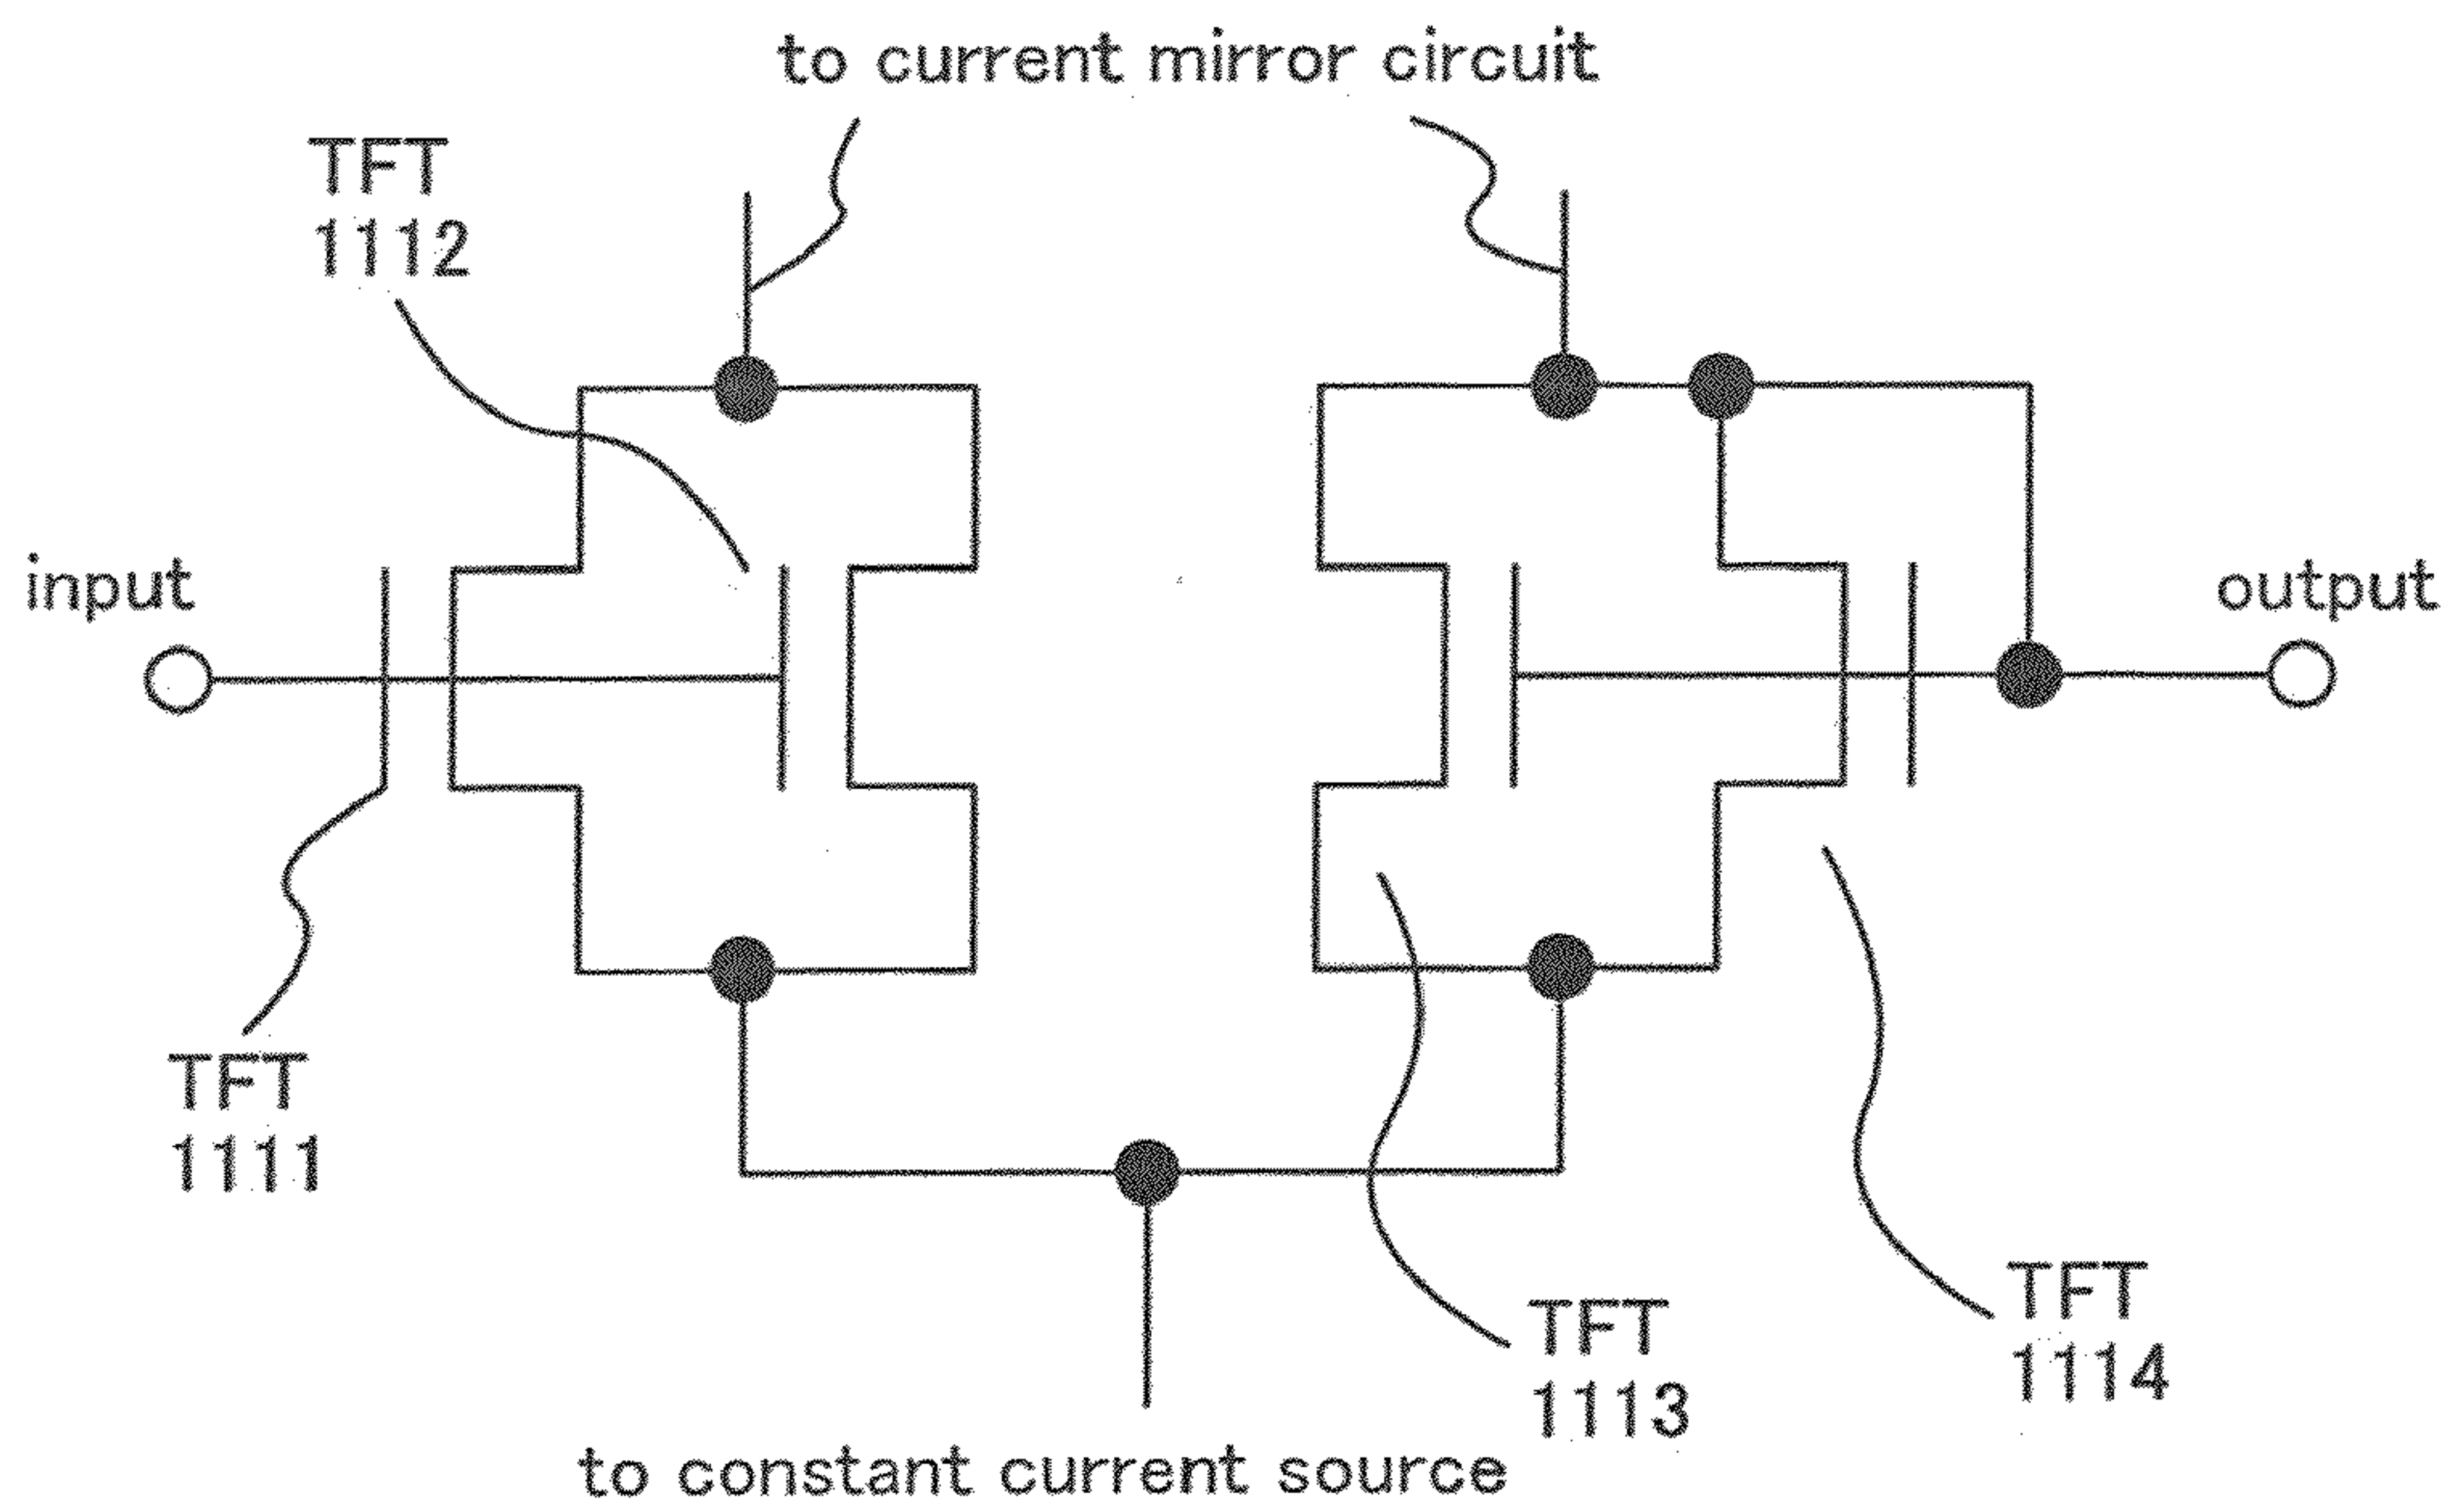 to current mirror circuit
TFT
1112
input
output
TFT
1111
TFT
1114
TFT
1113
to constant current source